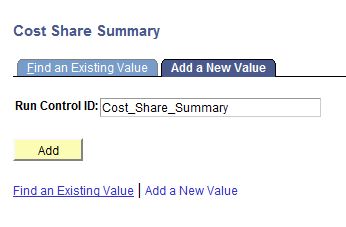 Cost Share Summary
Find an Existing Value Add a New Value
Run Control ID: Cost_Share_Summary
Add
Find an Existing Value | Add a New Value